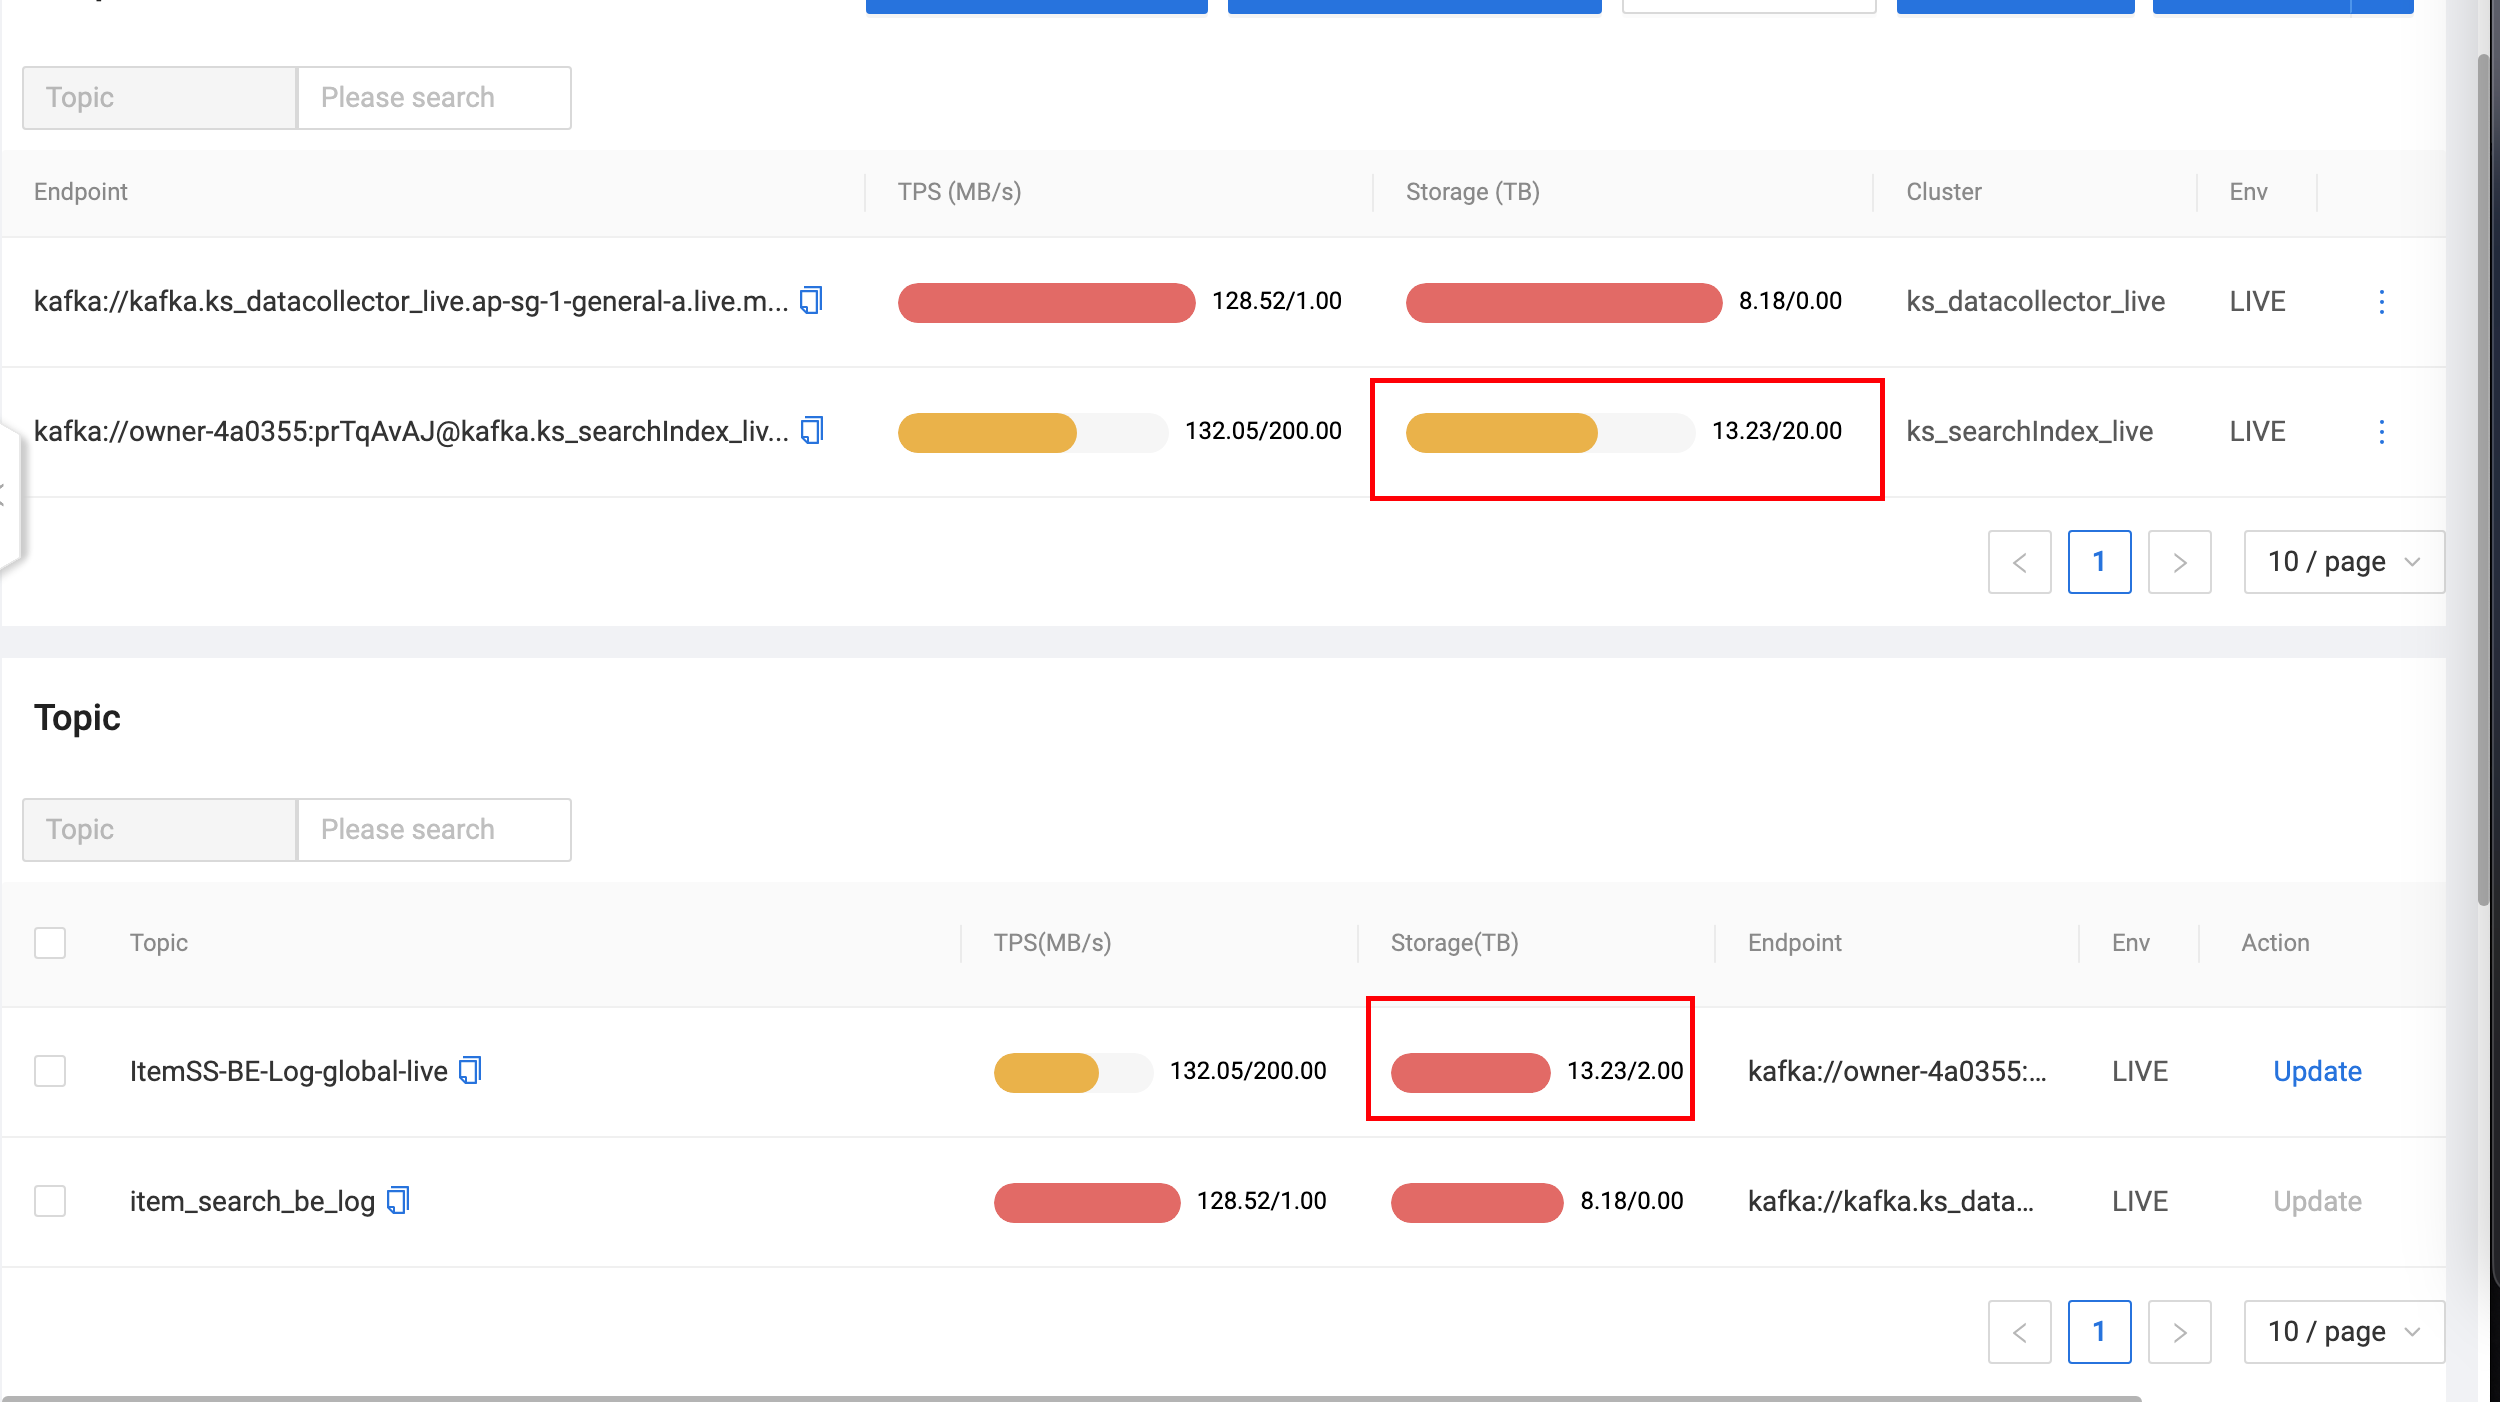 Topic Please search
Endpoint TPS (MB/s) Storage (TB) Cluster Env
kafka://kafka.ks_datacollector_live.ap-sg-1-general-a.live.m... 128.52/1.00 8.18/0.00 ks_datacollector_live LIVE
kafka://owner-4a0355:prTqAvAJ@kafka.ks_searchIndex_liv... 132.05/200.00 13.23/20.00 ks_searchIndex_live LIVE
< 1 > 10 / page
Topic
Topic Please search
Topic TPS(MB/s) Storage(TB) Endpoint Env Action
ItemSS-BE-Log-global-live 132.05/200.00 13.23/2.00 kafka://owner-4a0355:... LIVE Update
item_search_be_log 128.52/1.00 8.18/0.00 kafka://kafka.ks_data... LIVE Update
< 1 > 10 / page